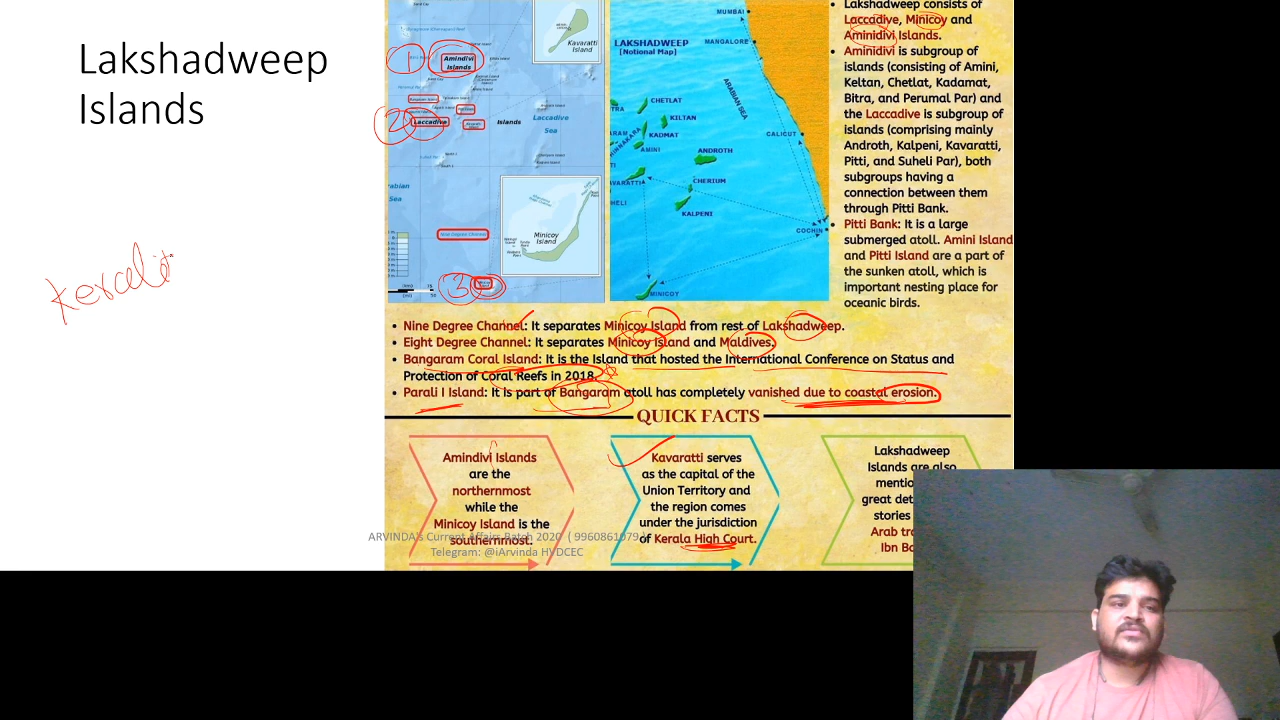 Lakshadweep
Islands
Amindivi
Islands
Laccadive
Islands
Laccadive
Sea
Sea
Nine Degree Channel
Kavaratti
Island
Minicoy
Island
MUMBAI
LAKSHADWEEP
[Notional Map]
MANGALORE
ARABIAN SEA
CHETLAT
KILTAN
KADMAT
AMINI
CALICUT
ANDROTH
CHERIUM
KALPENI
COCHIN
MINICOY
Lakshadweep consists of
Laccadive, Minicoy and
Aminidivi Islands.
Aminidivi is subgroup of
islands (consisting of Amini,
Keltan, Chetlat, Kadamat,
Bitra, and Perumal Par) and
the Laccadive is subgroup of
islands (comprising mainly
Androth, Kalpeni, Kavaratti,
Pitti, and Suheli Par), both
subgroups having a
connection between them
through Pitti Bank.
Pitti Bank: It is a large
submerged atoll. Amini Island
and Pitti Island are a part of
the sunken atoll, which is
important nesting place for
oceanic birds.
1
2
3
Nine Degree Channel: It separates Minicoy Island from rest of Lakshadweep.
Eight Degree Channel: It separates Minicoy Island and Maldives.
Bangaram Coral Island: It is the Island that hosted the International Conference on Status and
Protection of Coral Reefs in 2018.
Parali I Island: It is part of Bangaram atoll has completely vanished due to coastal erosion.
QUICK FACTS
Amindivi Islands
are the
northernmost
while the
Minicoy Island is the
southernmost.
Kavaratti serves
as the capital of the
Union Territory and
the region comes
under the jurisdiction
of Kerala High Court.
Lakshadweep
Islands are also
stories
ARVINDA's Current Affairs Batch 2020 ( 9960861079 )
Telegram: @iArvinda HYDCEC